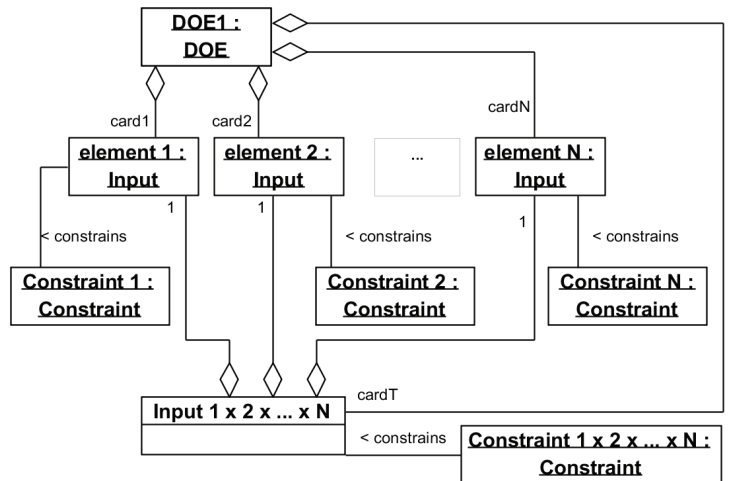 DOE1 :
DOE
card1
card2
cardN
element 1 :
Input
element 2 :
Input
...
element N :
Input
1
1
1
< constrains
< constrains
< constrains
Constraint 1 :
Constraint
Constraint 2 :
Constraint
Constraint N :
Constraint
cardT
Input 1 x 2 x ... x N
< constrains
Constraint 1 x 2 x ... x N :
Constraint